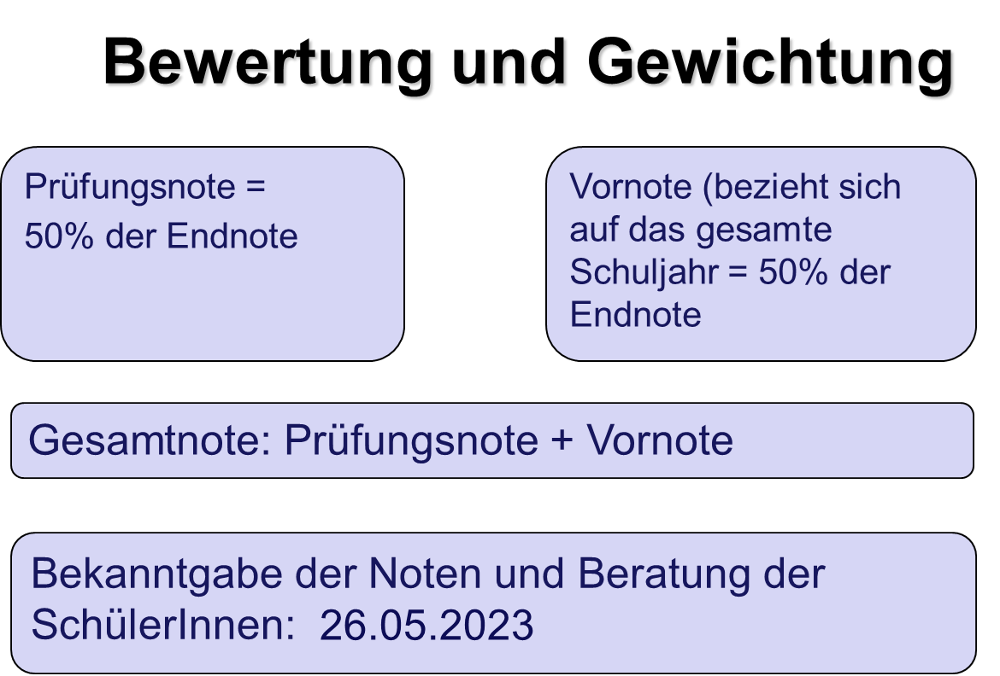 Bewertung und Gewichtung
Prüfungsnote =
50% der Endnote
Vornote (bezieht sich
auf das gesamte
Schuljahr = 50% der
Endnote
Gesamtnote: Prüfungsnote + Vornote
Bekanntgabe der Noten und Beratung der
SchülerInnen: 26.05.2023